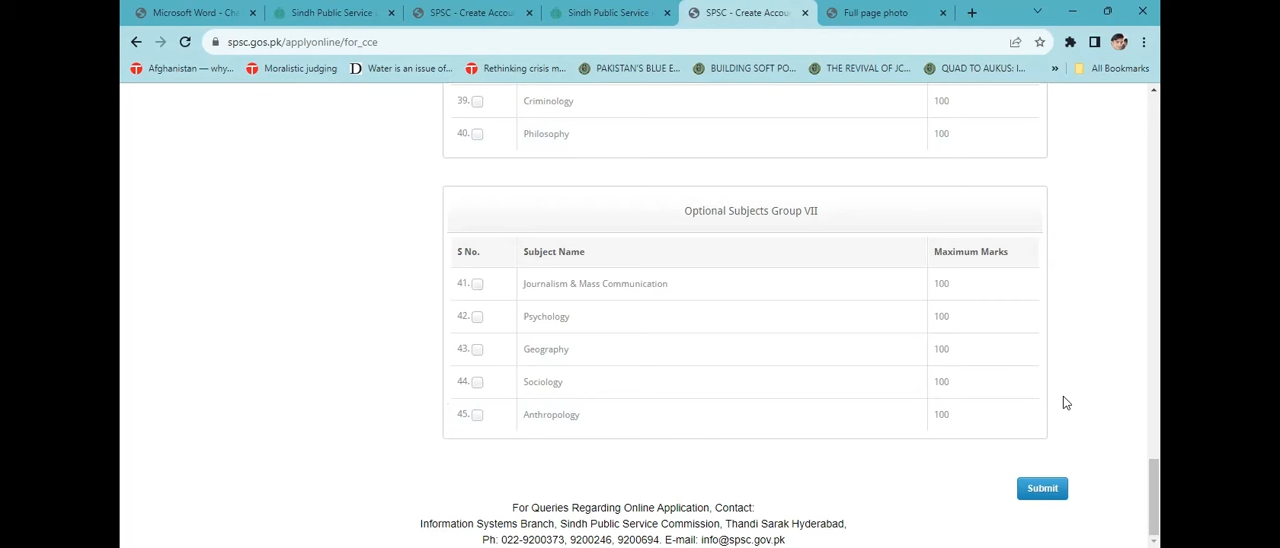 Microsoft Word - Ch
Sindh Public Service
SPSC - Create Accou
Sindh Public Service
SPSC - Create Accou
Full page photo
spsc.gos.pk/applyonline/for_cce
Afghanistan — why...
Moralistic judging
Water is an issue of...
Rethinking crisis m...
PAKISTAN'S BLUE E...
BUILDING SOFT PO...
THE REVIVAL OF JC...
QUAD TO AUKUS: I...
»
All Bookmarks
39. Criminology 100
40. Philosophy 100
Optional Subjects Group VII
S No. Subject Name Maximum Marks
41. Journalism & Mass Communication 100
42. Psychology 100
43. Geography 100
44. Sociology 100
45. Anthropology 100
Submit
For Queries Regarding Online Application, Contact:
Information Systems Branch, Sindh Public Service Commission, Thandi Sarak Hyderabad,
Ph: 022-9200373, 9200246, 9200694. E-mail: info@spsc.gov.pk